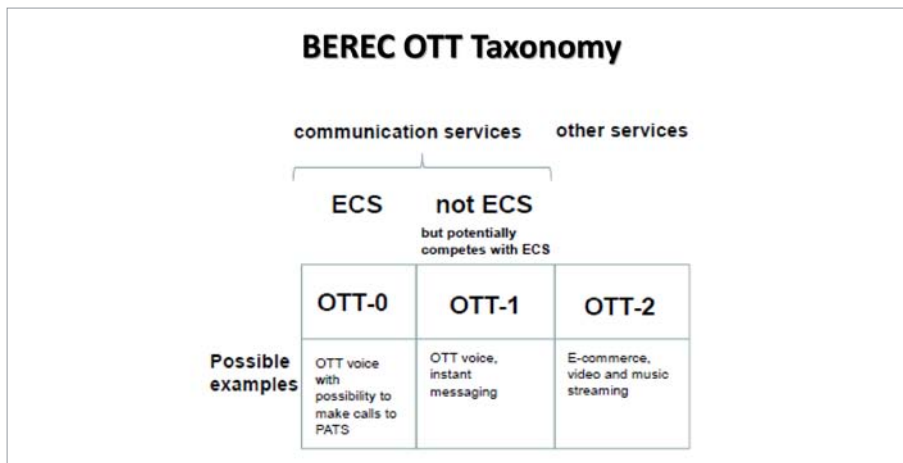 BEREC OTT Taxonomy
communication services
other services
ECS
not ECS
but potentially
competes with ECS
OTT-0
OTT-1
OTT-2
Possible
examples
OTT voice
with
possibility to
make calls to
PATS
OTT voice,
instant
messaging
E-commerce,
video and music
streaming